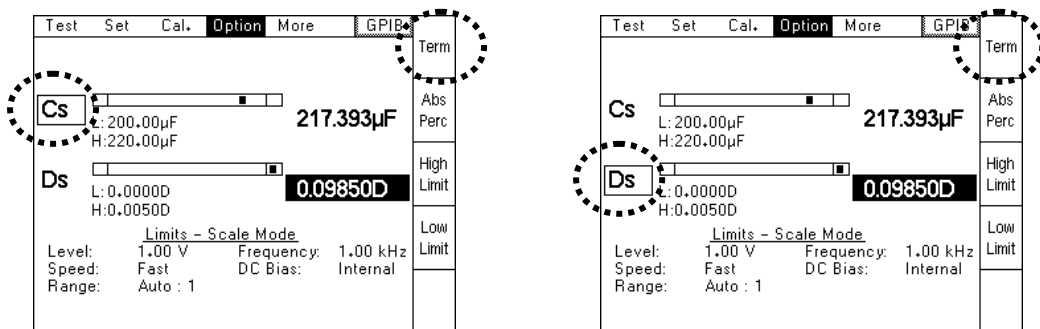 Test Set Cal. Option More GPIB
Term
Cs
217.393µF
L:200.00µF
H:220.00µF
Abs
Perc
Ds
0.09850D
L:0.0000D
H:0.0050D
High
Limit
Limits - Scale Mode
Level: 1.00 V Frequency: 1.00 kHz
Speed: Fast DC Bias: Internal
Range: Auto : 1
Low
Limit
Test Set Cal. Option More GPIB
Term
Cs
217.393µF
L:200.00µF
H:220.00µF
Abs
Perc
Ds
0.09850D
L:0.0000D
H:0.0050D
High
Limit
Limits - Scale Mode
Level: 1.00 V Frequency: 1.00 kHz
Speed: Fast DC Bias: Internal
Range: Auto : 1
Low
Limit